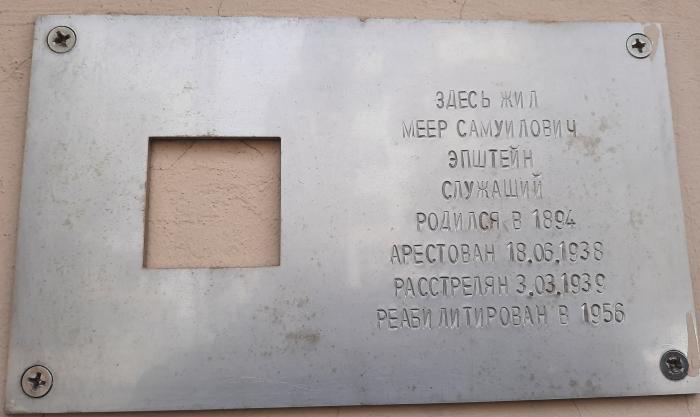 ЗДЕСЬ ЖИЛ
МЕЕР САМУИЛОВИЧ
ЭПШТЕЙН
СЛУЖАЩИЙ
РОДИЛСЯ В 1894
АРЕСТОВАН 18.06.1938
РАССТРЕЛЯН 3.03.1939
РЕАБИЛИТИРОВАН В 1956